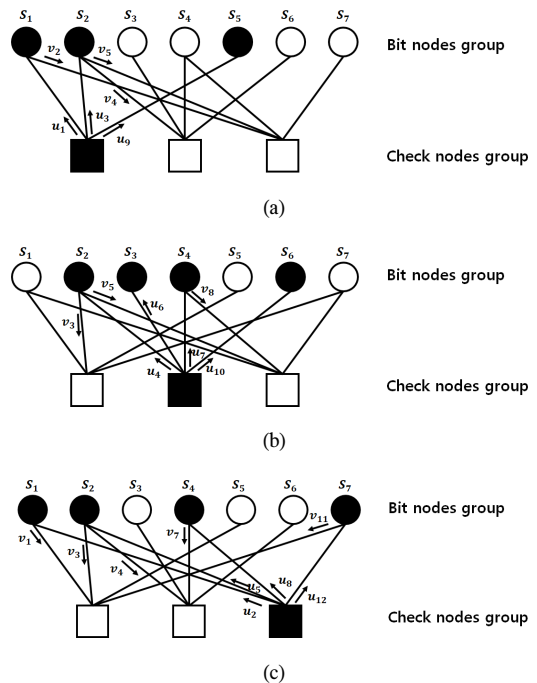 S1 S2 S3 S4 S5 S6 S7
Bit nodes group
v2 v5
v4
u1 u3 u9
Check nodes group
(a)
S1 S2 S3 S4 S5 S6 S7
Bit nodes group
v5 v8
v3 u6
u4 u7 u10
Check nodes group
(b)
S1 S2 S3 S4 S5 S6 S7
Bit nodes group
v1 v3 v4 v7 v11
u5 u8
u2 u12
Check nodes group
(c)